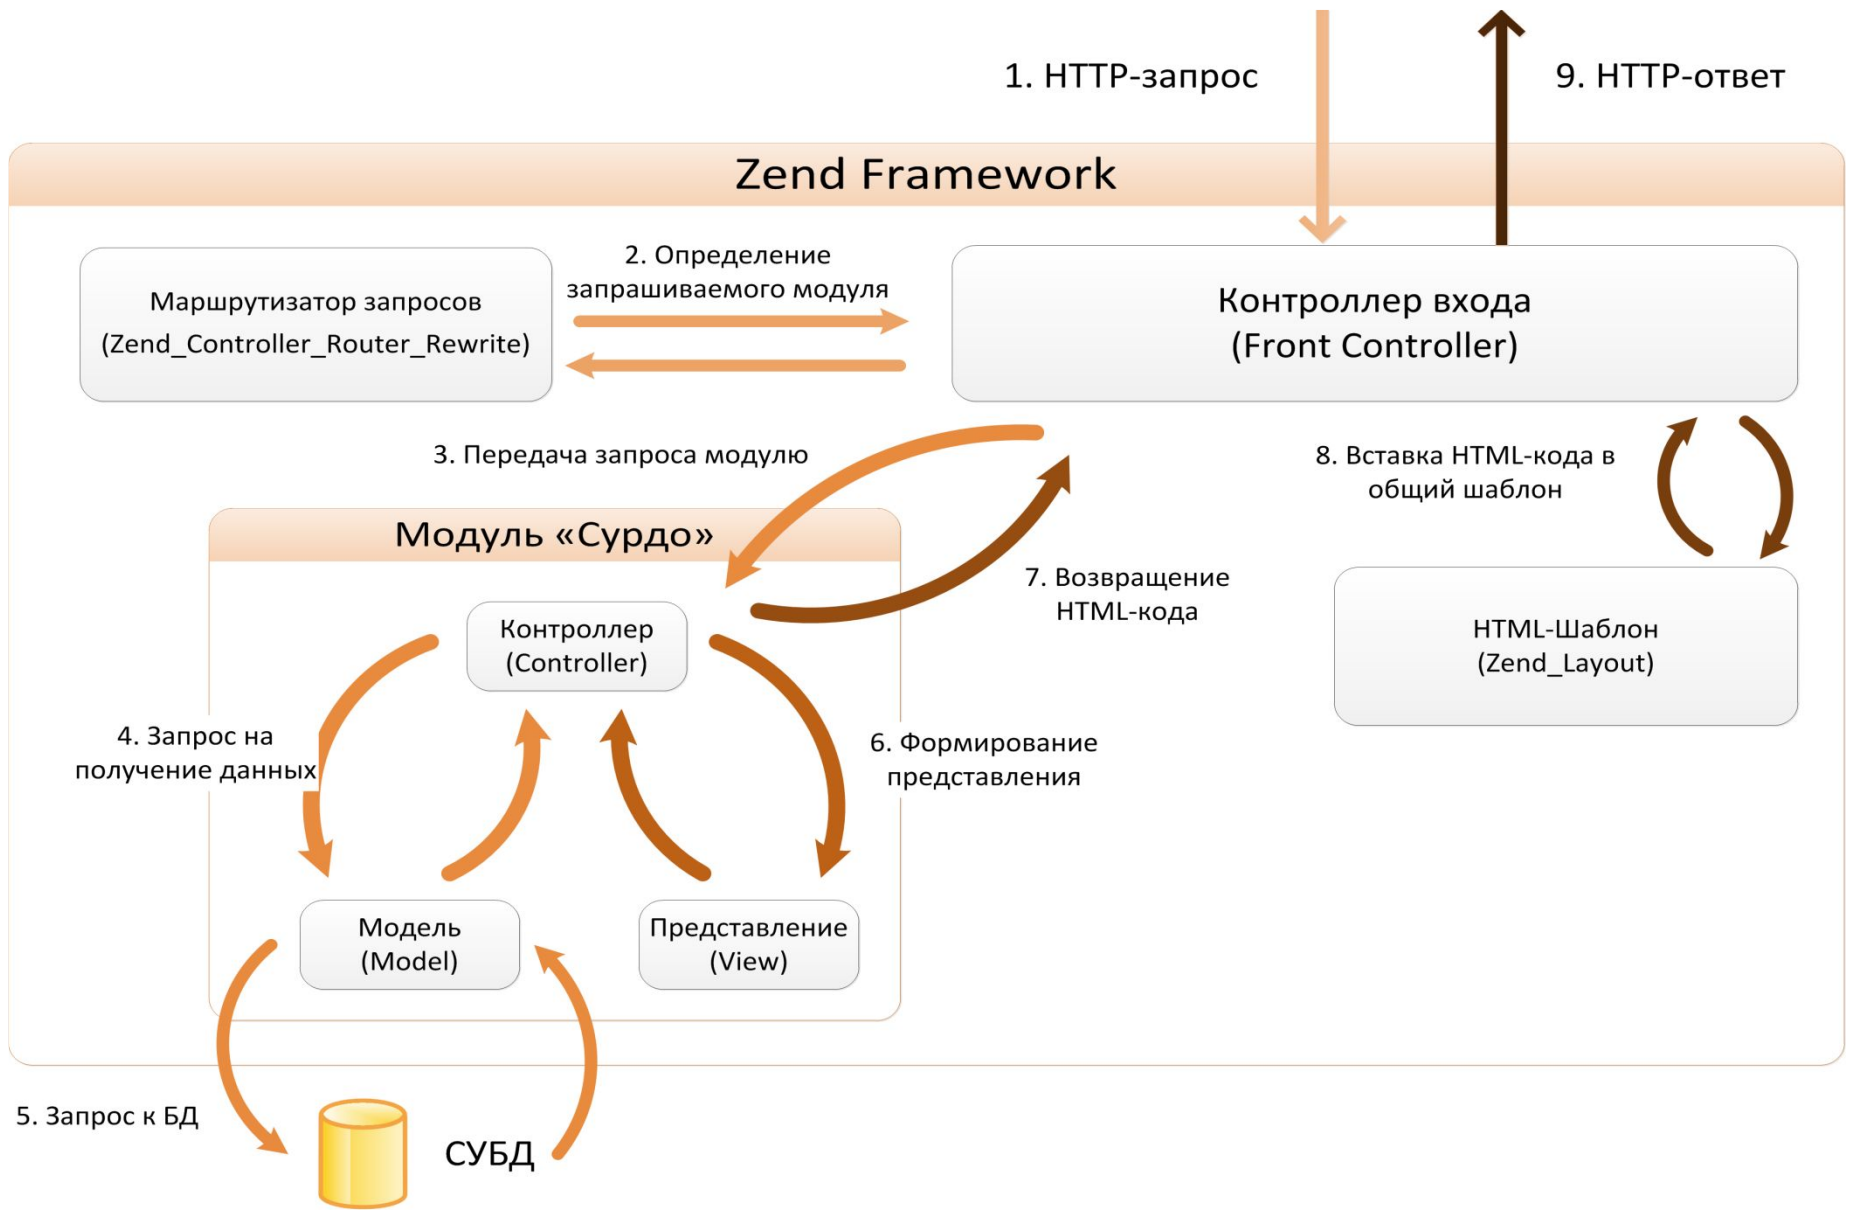 1. HTTP-запрос
9. HTTP-ответ
Zend Framework
2. Определение
запрашиваемого модуля
Маршрутизатор запросов
(Zend_Controller_Router_Rewrite)
Контроллер входа
(Front Controller)
3. Передача запроса модулю
8. Вставка HTML-кода в
общий шаблон
Модуль «Сурдо»
7. Возвращение
HTML-кода
Контроллер
(Controller)
HTML-Шаблон
(Zend_Layout)
4. Запрос на
получение данных
6. Формирование
представления
Модель
(Model)
Представление
(View)
5. Запрос к БД
СУБД